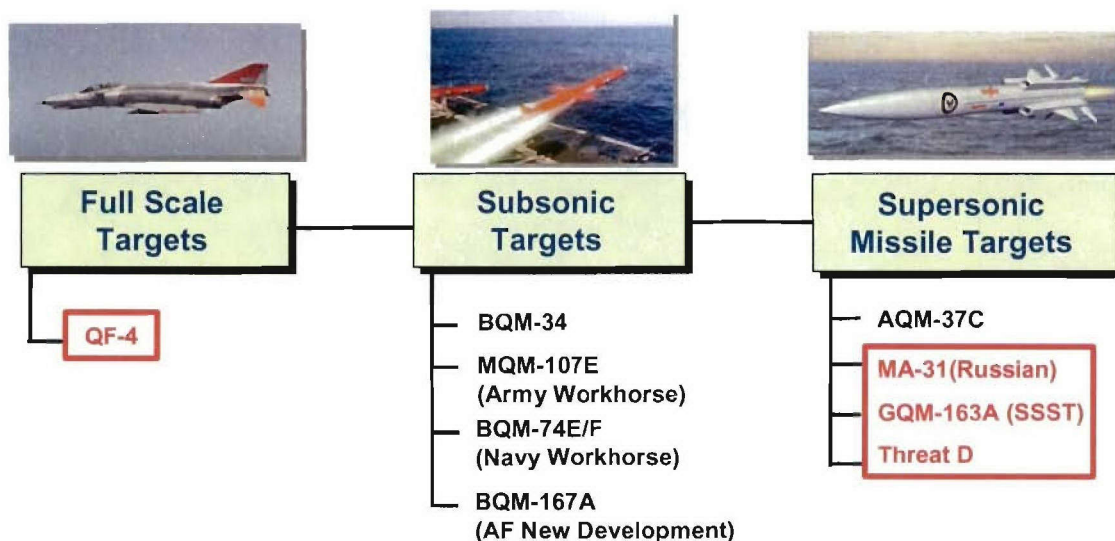 Full Scale
Targets
QF-4
Subsonic
Targets
BQM-34
MQM-107E
(Army Workhorse)
BQM-74E/F
(Navy Workhorse)
BQM-167A
(AF New Development)
Supersonic
Missile Targets
AQM-37C
MA-31(Russian)
GQM-163A (SSST)
Threat D